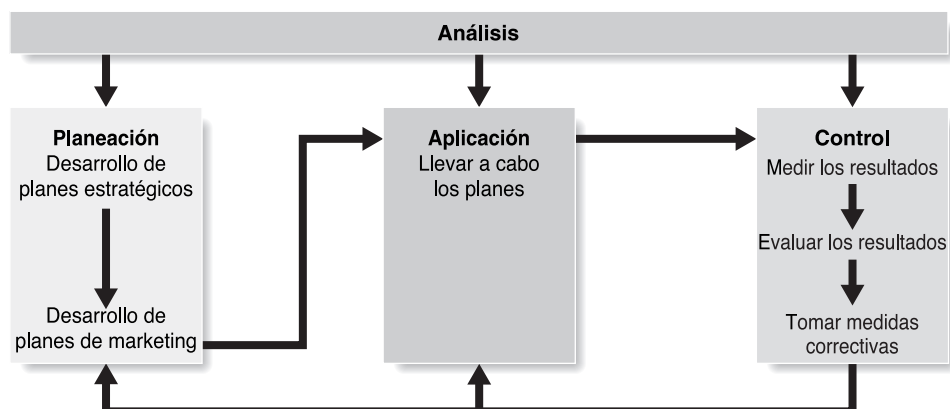 Análisis
Planeación
Desarrollo de
planes estratégicos
Desarrollo de
planes de marketing
Aplicación
Llevar a cabo
los planes
Control
Medir los resultados
Evaluar los resultados
Tomar medidas
correctivas